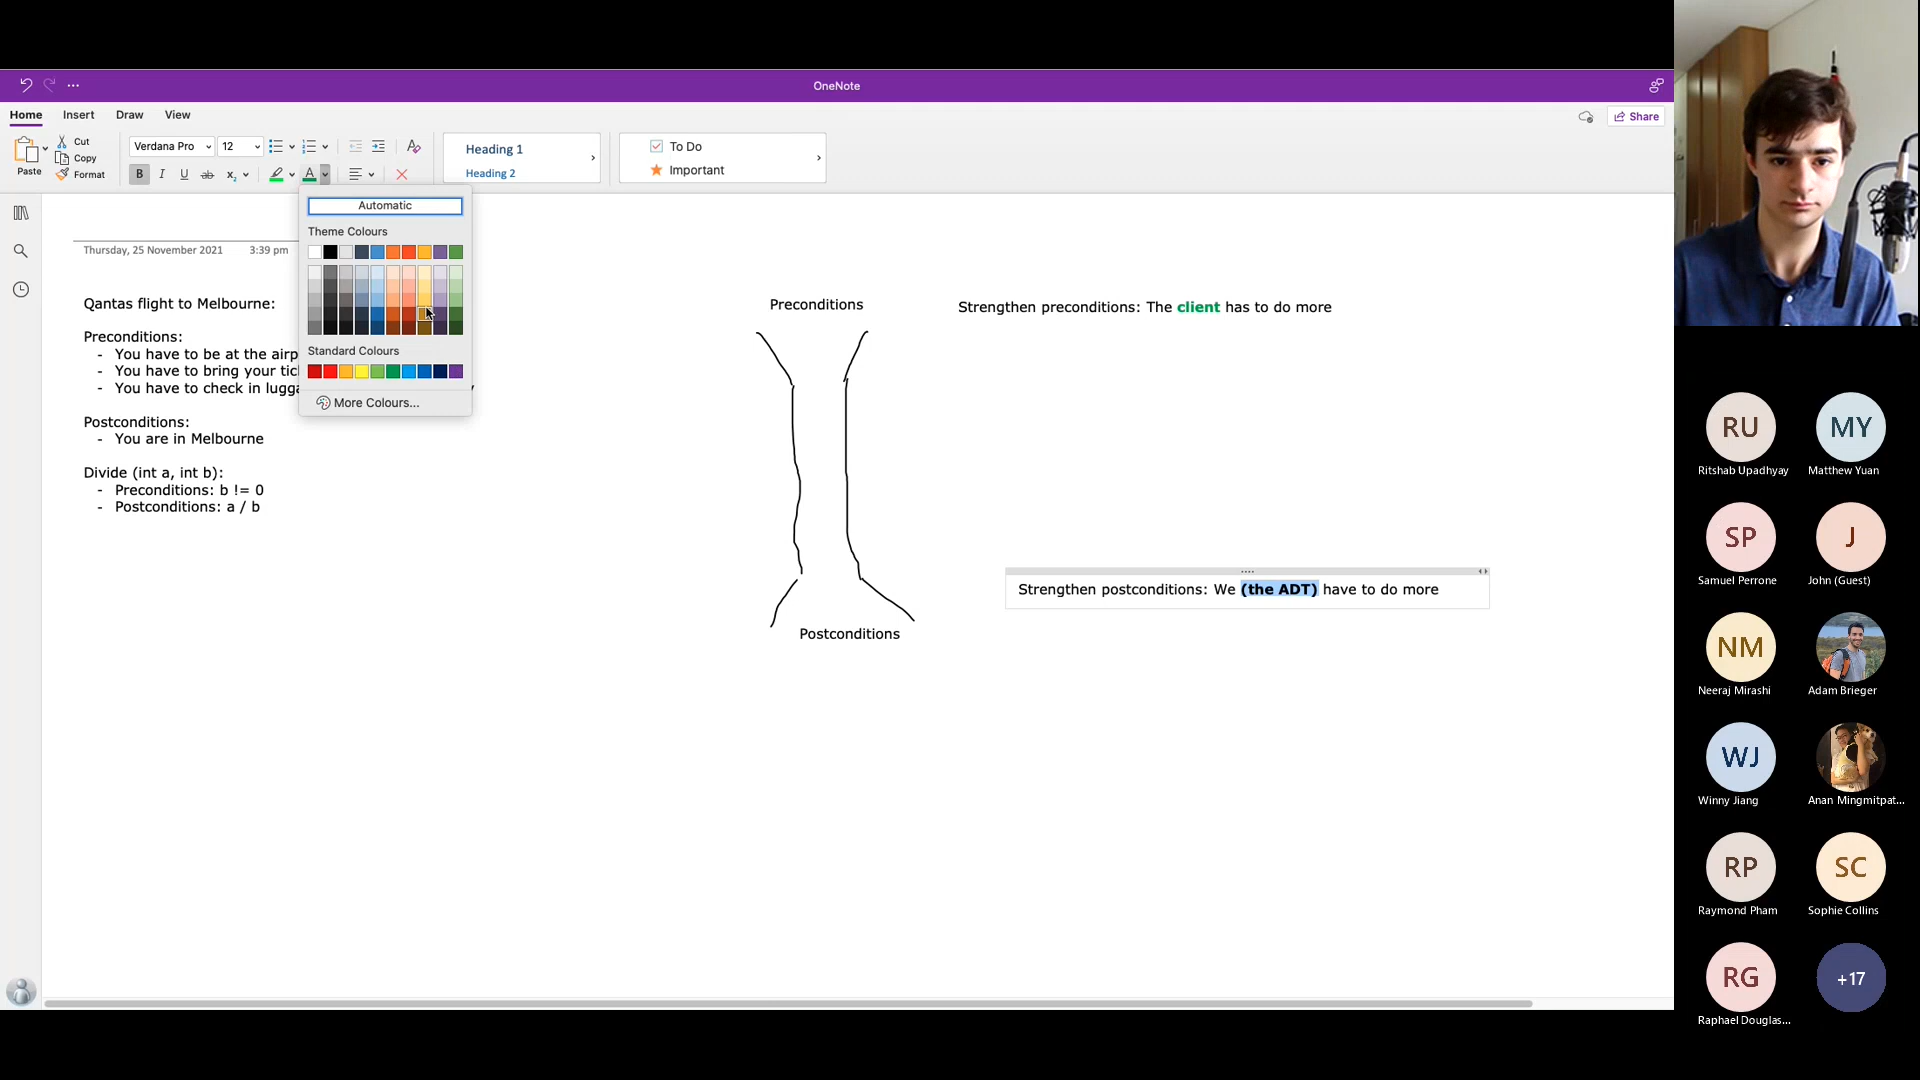 OneNote
Home
Insert
Draw
View
Share
Paste
Cut
Copy
Format
Verdana Pro
12
Heading 1
Heading 2
To Do
Important
Automatic
Theme Colours
Standard Colours
More Colours...
Thursday, 25 November 2021 3:39 pm
Qantas flight to Melbourne:
Preconditions:
- You have to be at the airp
- You have to bring your tic
- You have to check in lugga
Postconditions:
- You are in Melbourne
Divide (int a, int b):
- Preconditions: b != 0
- Postconditions: a / b
Preconditions
Postconditions
Strengthen preconditions: The client has to do more
Strengthen postconditions: We (the ADT) have to do more
RU
Ritshab Upadhyay
MY
Matthew Yuan
SP
Samuel Perrone
J
John (Guest)
NM
Neeraj Mirashi
Adam Brieger
WJ
Winny Jiang
Anan Mingmitpat...
RP
Raymond Pham
SC
Sophie Collins
RG
Raphael Douglas...
+17